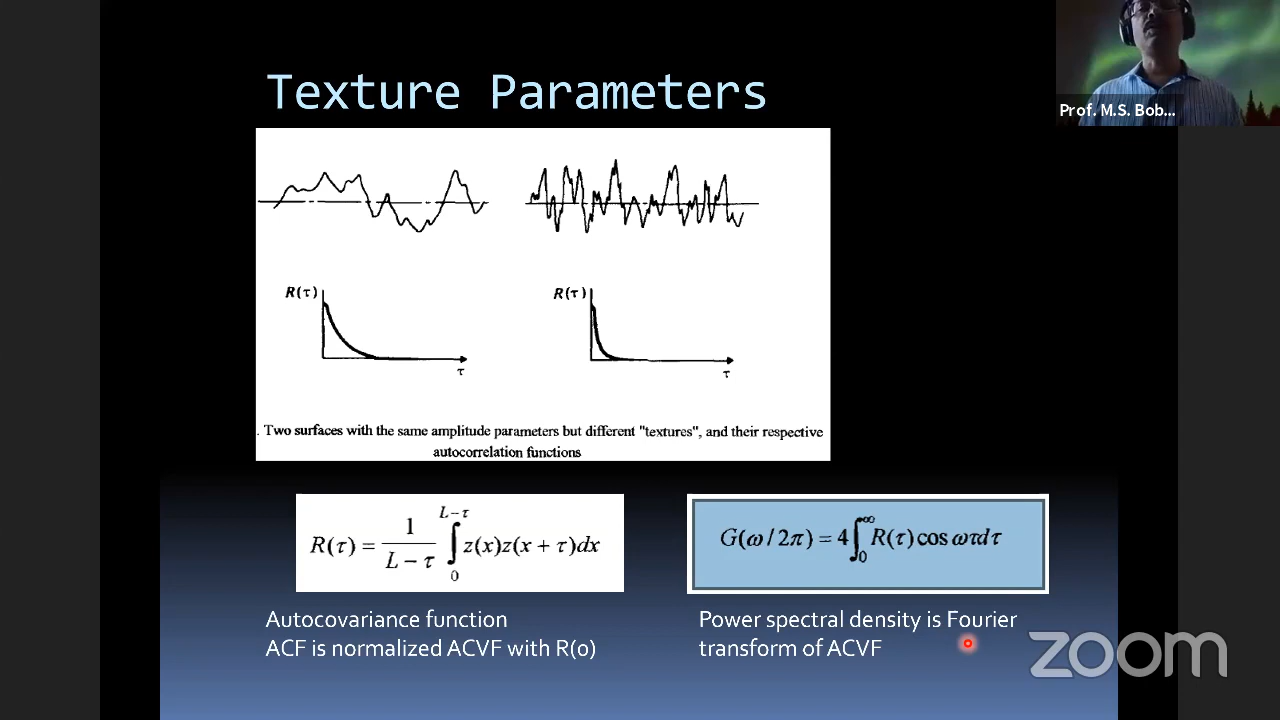 Texture Parameters
Prof. M.S. Bob...
R(τ)
τ
R(τ)
τ
. Two surfaces with the same amplitude parameters but different "textures", and their respective
autocorrelation functions
R(τ) = 1/(L−τ) ∫₀^(L−τ) z(x)z(x + τ)dx
G(ω/2π) = 4∫₀^∞ R(τ)cos ωτdτ
Autocovariance function
ACF is normalized ACVF with R(0)
Power spectral density is Fourier
transform of ACVF
zoom